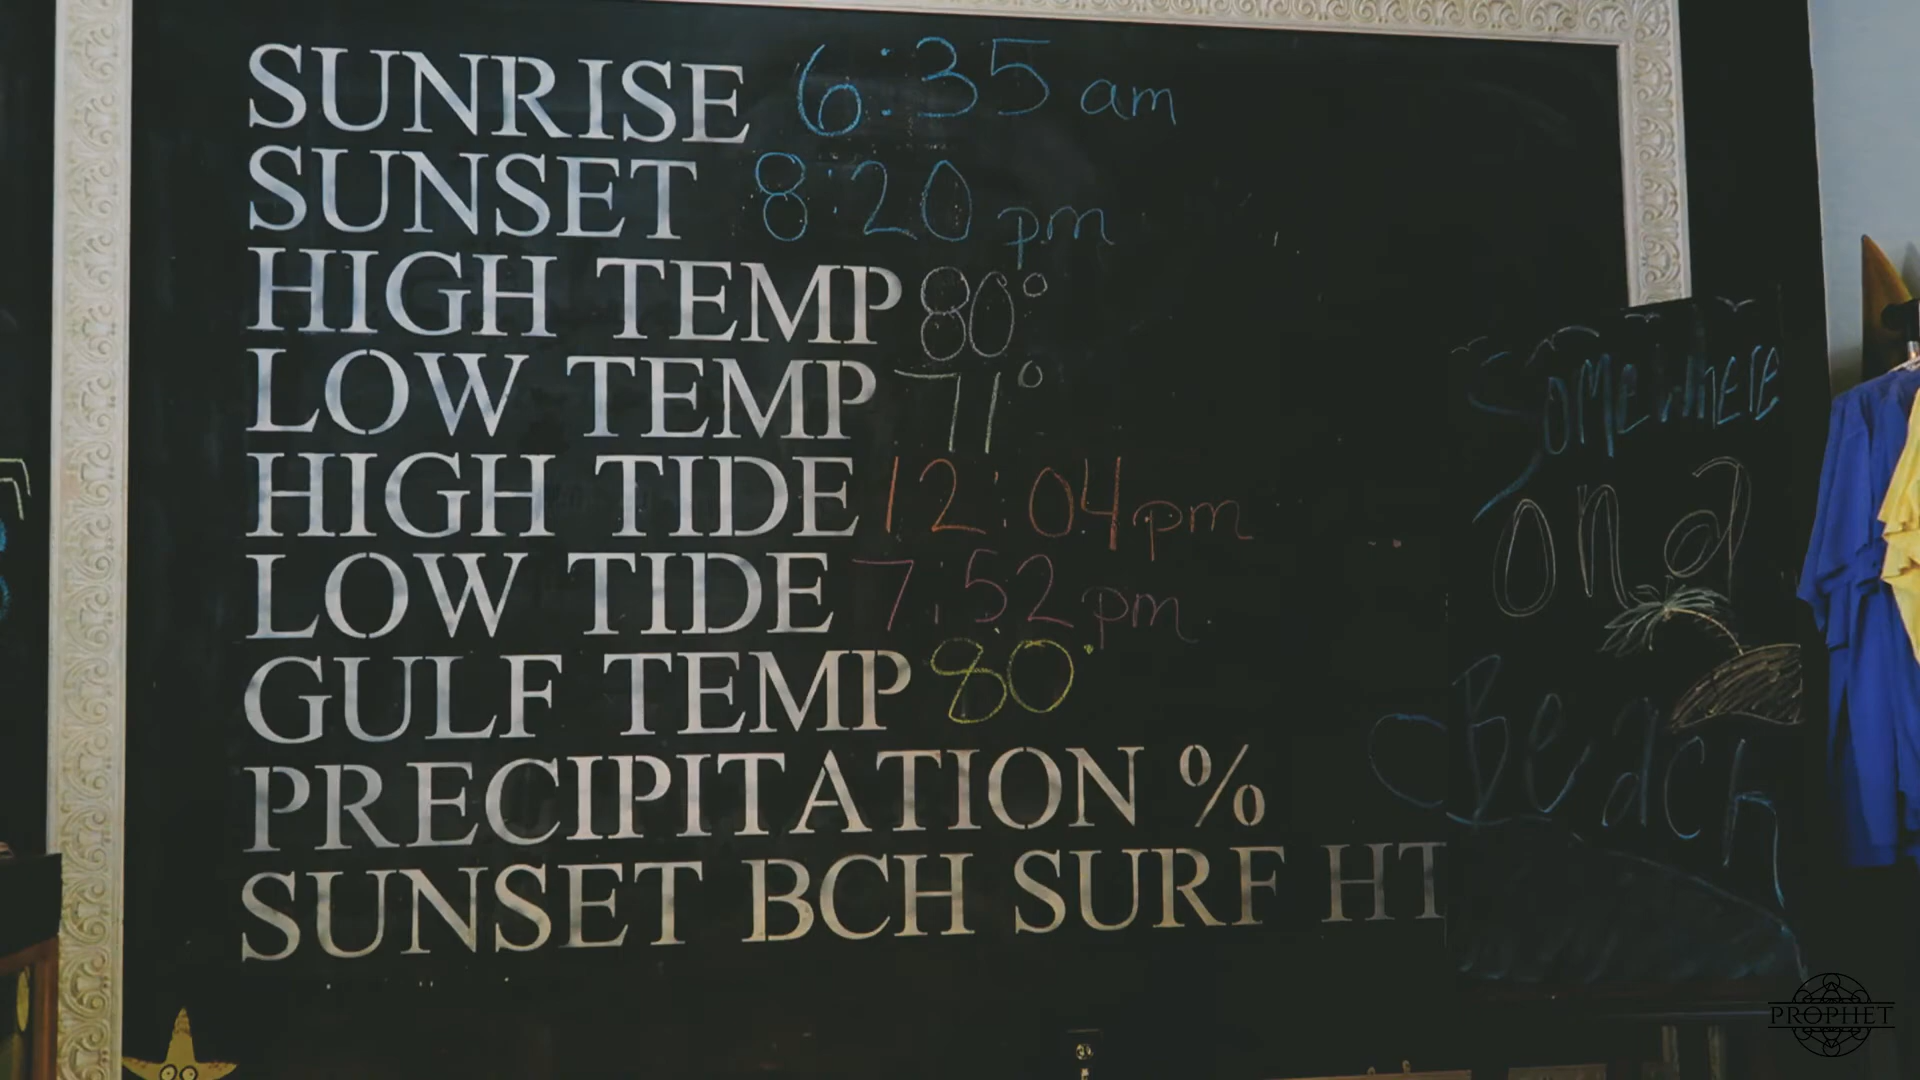 SUNRISE 6:35 am
SUNSET 8:20 pm
HIGH TEMP 80°
LOW TEMP 71°
HIGH TIDE 12:04 pm
LOW TIDE 7:52 pm
GULF TEMP 80°
PRECIPITATION %
SUNSET BCH SURF HT
SOMEWHERE
on a
Beach
PROPHET